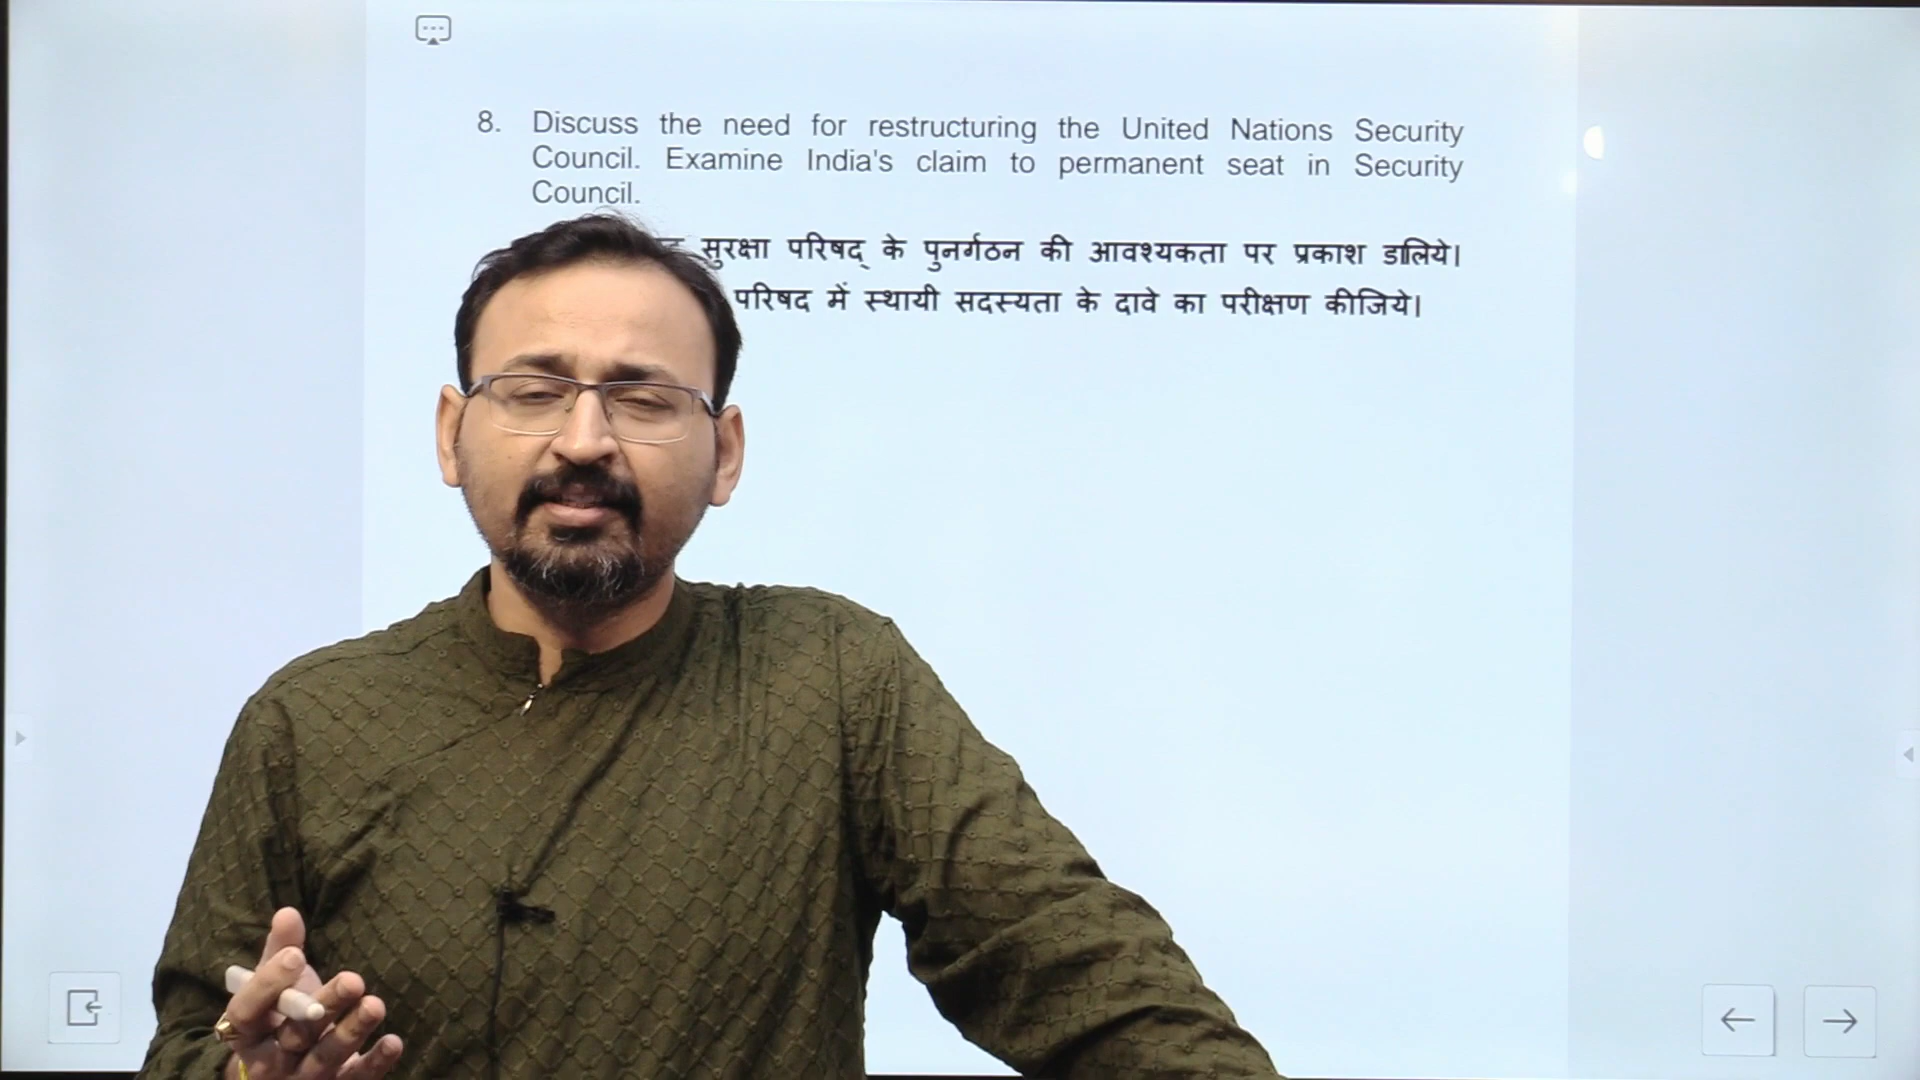 8. Discuss the need for restructuring the United Nations Security
Council. Examine India's claim to permanent seat in Security
Council.
सुरक्षा परिषद् के पुनर्गठन की आवश्यकता पर प्रकाश डालिये।
परिषद में स्थायी सदस्यता के दावे का परीक्षण कीजिये।